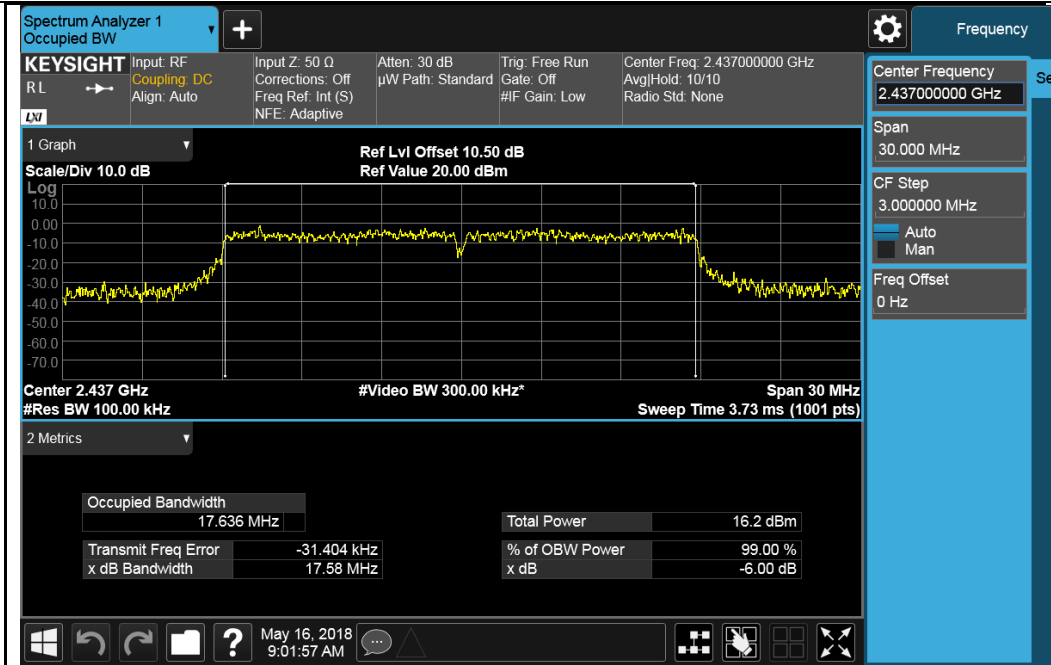 Spectrum Analyzer 1
Occupied BW
+
Frequency
KEYSIGHT
RL
LXI
Input: RF
Coupling: DC
Align: Auto
Input Z: 50 Ω
Corrections: Off
Freq Ref: Int (S)
NFE: Adaptive
Atten: 30 dB
µW Path: Standard
Trig: Free Run
Gate: Off
#IF Gain: Low
Center Freq: 2.437000000 GHz
Avg|Hold: 10/10
Radio Std: None
Center Frequency
2.437000000 GHz
Se
Span
30.000 MHz
CF Step
3.000000 MHz
Auto
Man
Freq Offset
0 Hz
1 Graph
Scale/Div 10.0 dB
Ref Lvl Offset 10.50 dB
Ref Value 20.00 dBm
Log
10.0
0.00
-10.0
-20.0
-30.0
-40.0
-50.0
-60.0
-70.0
Center 2.437 GHz
#Video BW 300.00 kHz*
Span 30 MHz
#Res BW 100.00 kHz
Sweep Time 3.73 ms (1001 pts)
2 Metrics
Occupied Bandwidth
17.636 MHz
Total Power 16.2 dBm
Transmit Freq Error -31.404 kHz
% of OBW Power 99.00 %
x dB Bandwidth 17.58 MHz
x dB -6.00 dB
?
May 16, 2018
9:01:57 AM